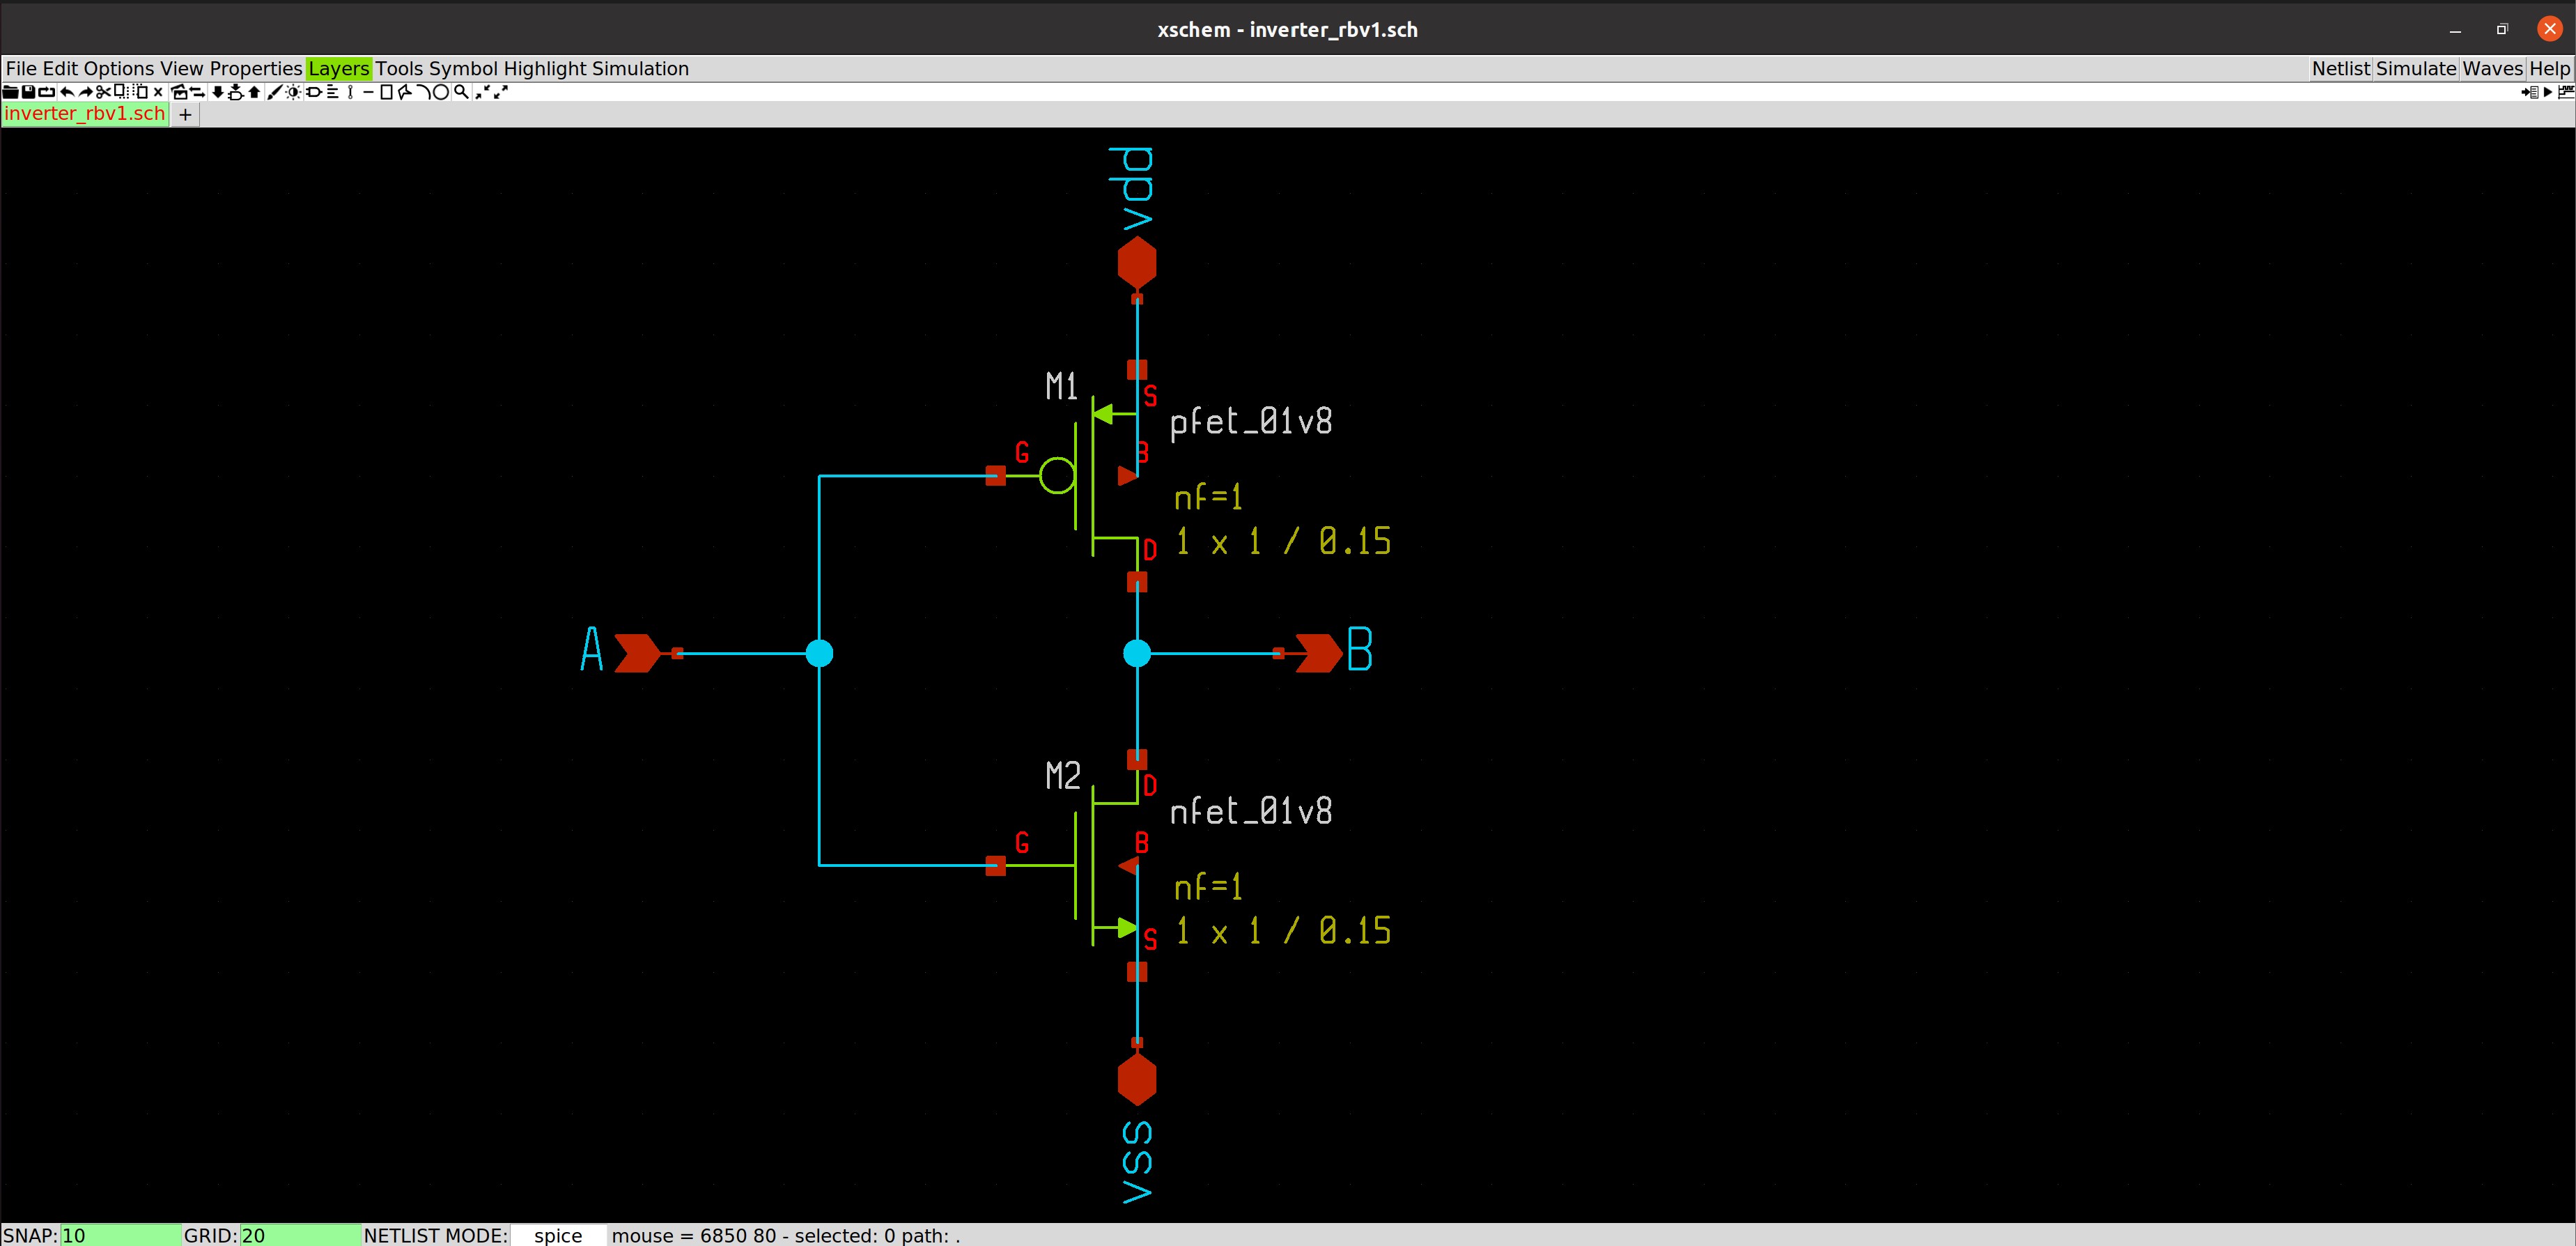 xschem - inverter_rbv1.sch
File Edit Options View Properties Layers Tools Symbol Highlight Simulation Netlist Simulate Waves Help
inverter_rbv1.sch +
vdd
M1
S
pfet_01v8
G
B
nf=1
D
1 x 1 / 0.15
A
B
M2
D
nfet_01v8
G
B
nf=1
S
1 x 1 / 0.15
vss
SNAP: 10 GRID: 20 NETLIST MODE: spice mouse = 6850 80 - selected: 0 path: .